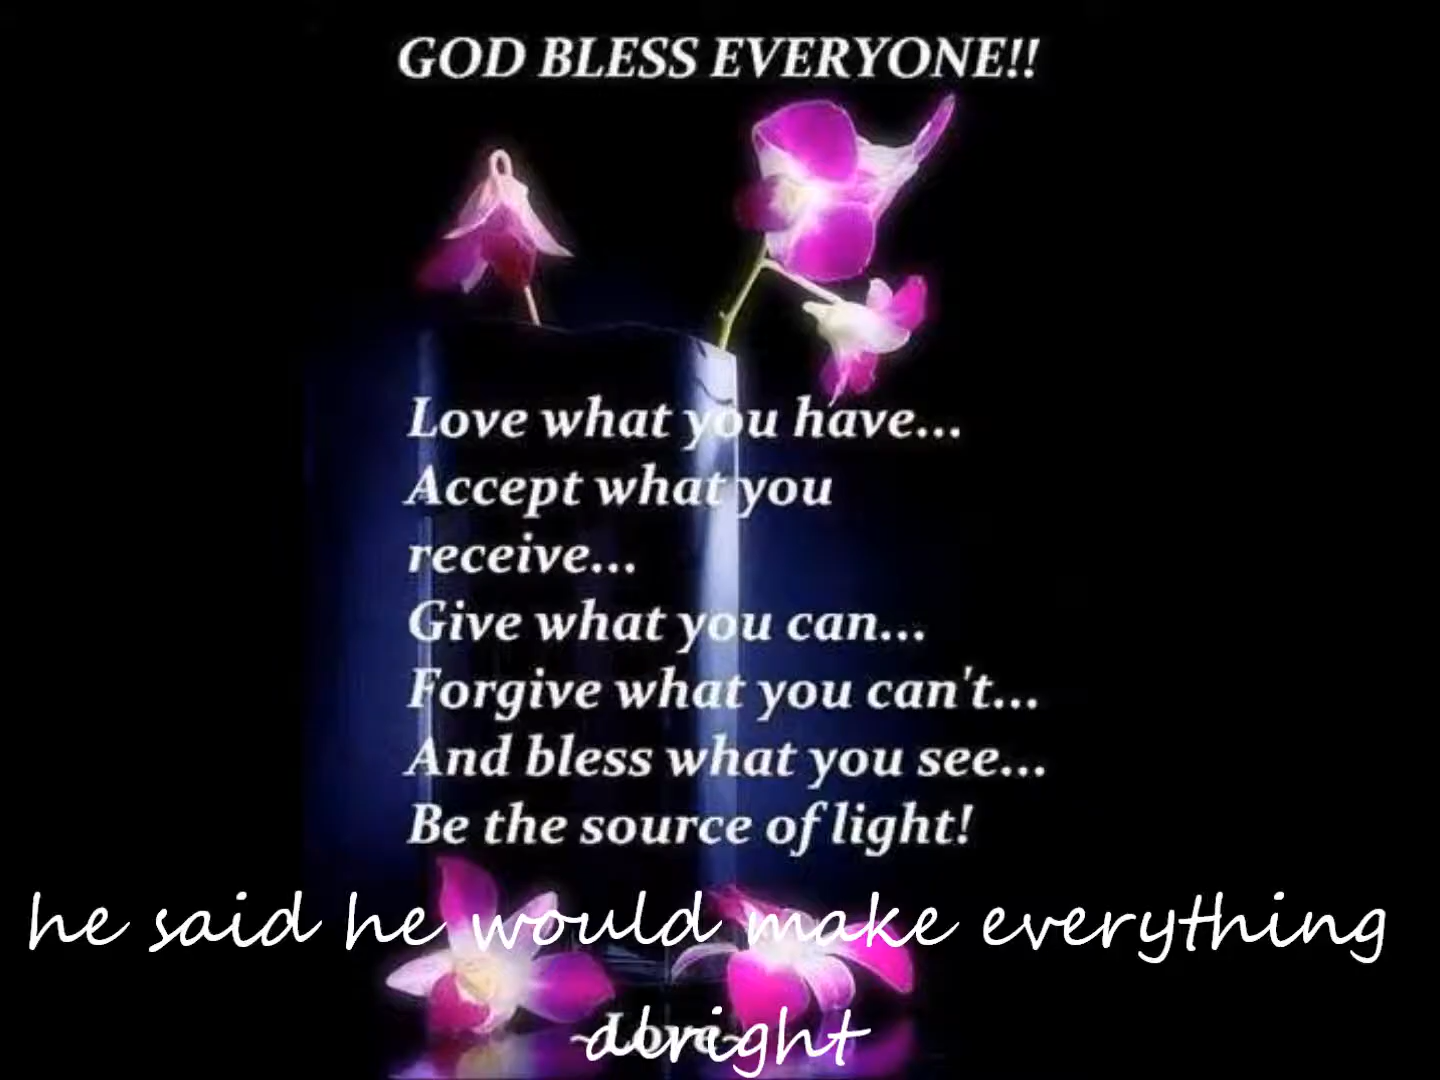 GOD BLESS EVERYONE!!
Love what you have...
Accept what you
receive...
Give what you can...
Forgive what you can't...
And bless what you see...
Be the source of light!
he said he would make everything
~Love~
alright